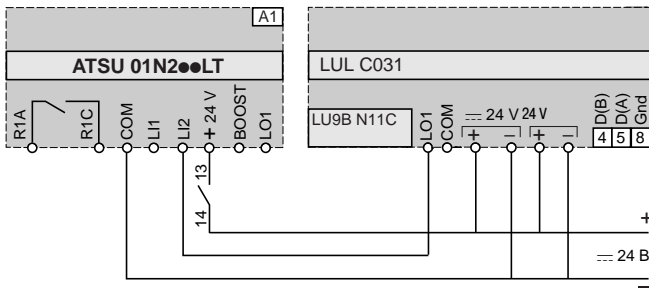 A1
ATSU 01N2●●LT
LUL C031
LU9B N11C
R1A
R1C
COM
LI1
LI2
+ 24 V
BOOST
LO1
LO1
COM
24 V 24 V
+ − + −
D(B)
D(A)
Gnd
4 5 8
13
14
+
24 В
−